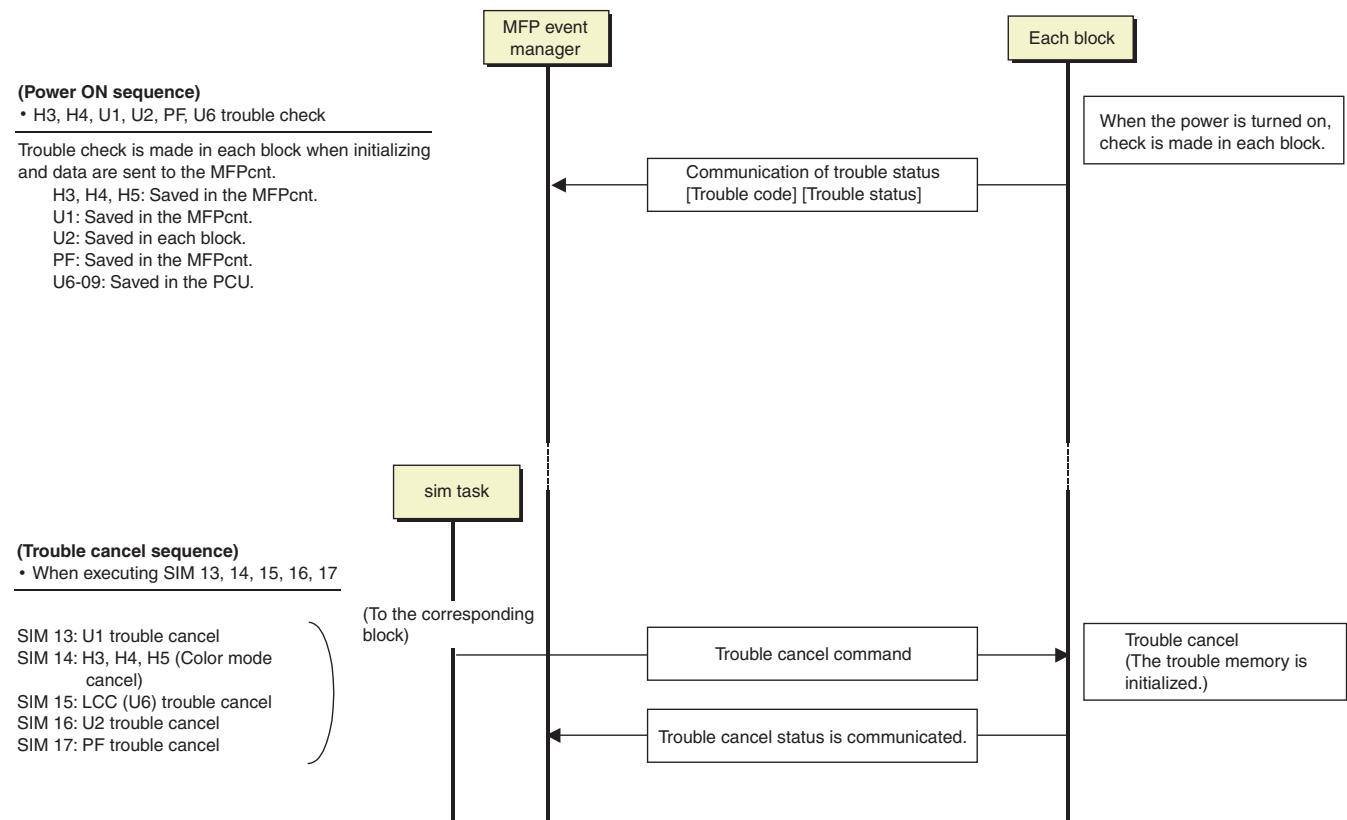 MFP event
manager
Each block
(Power ON sequence)
• H3, H4, U1, U2, PF, U6 trouble check
Trouble check is made in each block when initializing
and data are sent to the MFPcnt.
H3, H4, H5: Saved in the MFPcnt.
U1: Saved in the MFPcnt.
U2: Saved in each block.
PF: Saved in the MFPcnt.
U6-09: Saved in the PCU.
Communication of trouble status
[Trouble code] [Trouble status]
When the power is turned on,
check is made in each block.
sim task
(Trouble cancel sequence)
• When executing SIM 13, 14, 15, 16, 17
SIM 13: U1 trouble cancel
SIM 14: H3, H4, H5 (Color mode
cancel)
SIM 15: LCC (U6) trouble cancel
SIM 16: U2 trouble cancel
SIM 17: PF trouble cancel
(To the corresponding
block)
Trouble cancel command
Trouble cancel
(The trouble memory is
initialized.)
Trouble cancel status is communicated.